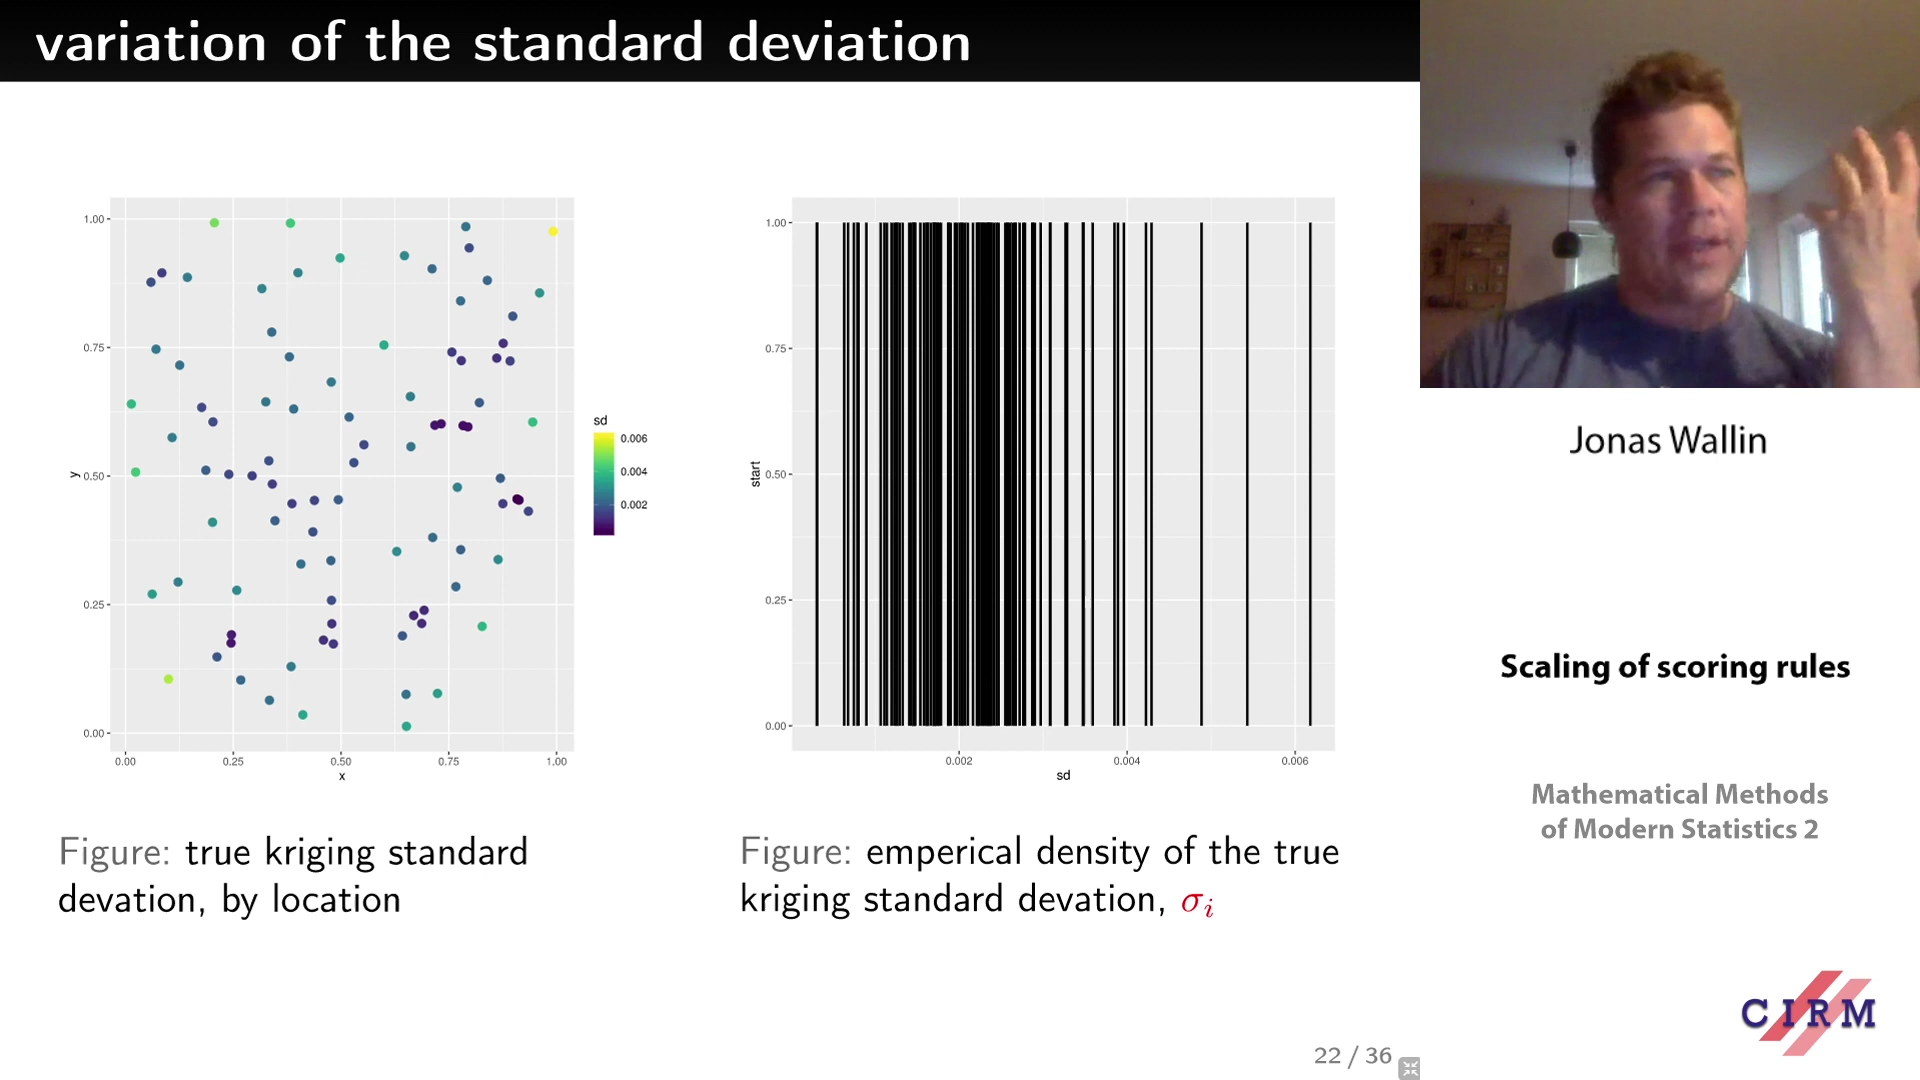 variation of the standard deviation
1.00
0.75
0.50
0.25
0.00
y
0.00 0.25 0.50 0.75 1.00
x
sd
0.006
0.004
0.002
1.00
0.75
0.50
0.25
0.00
start
0.002 0.004 0.006
sd
Figure: true kriging standard
devation, by location
Figure: emperical density of the true
kriging standard devation, σᵢ
22 / 36
Jonas Wallin
Scaling of scoring rules
Mathematical Methods
of Modern Statistics 2
CIRM